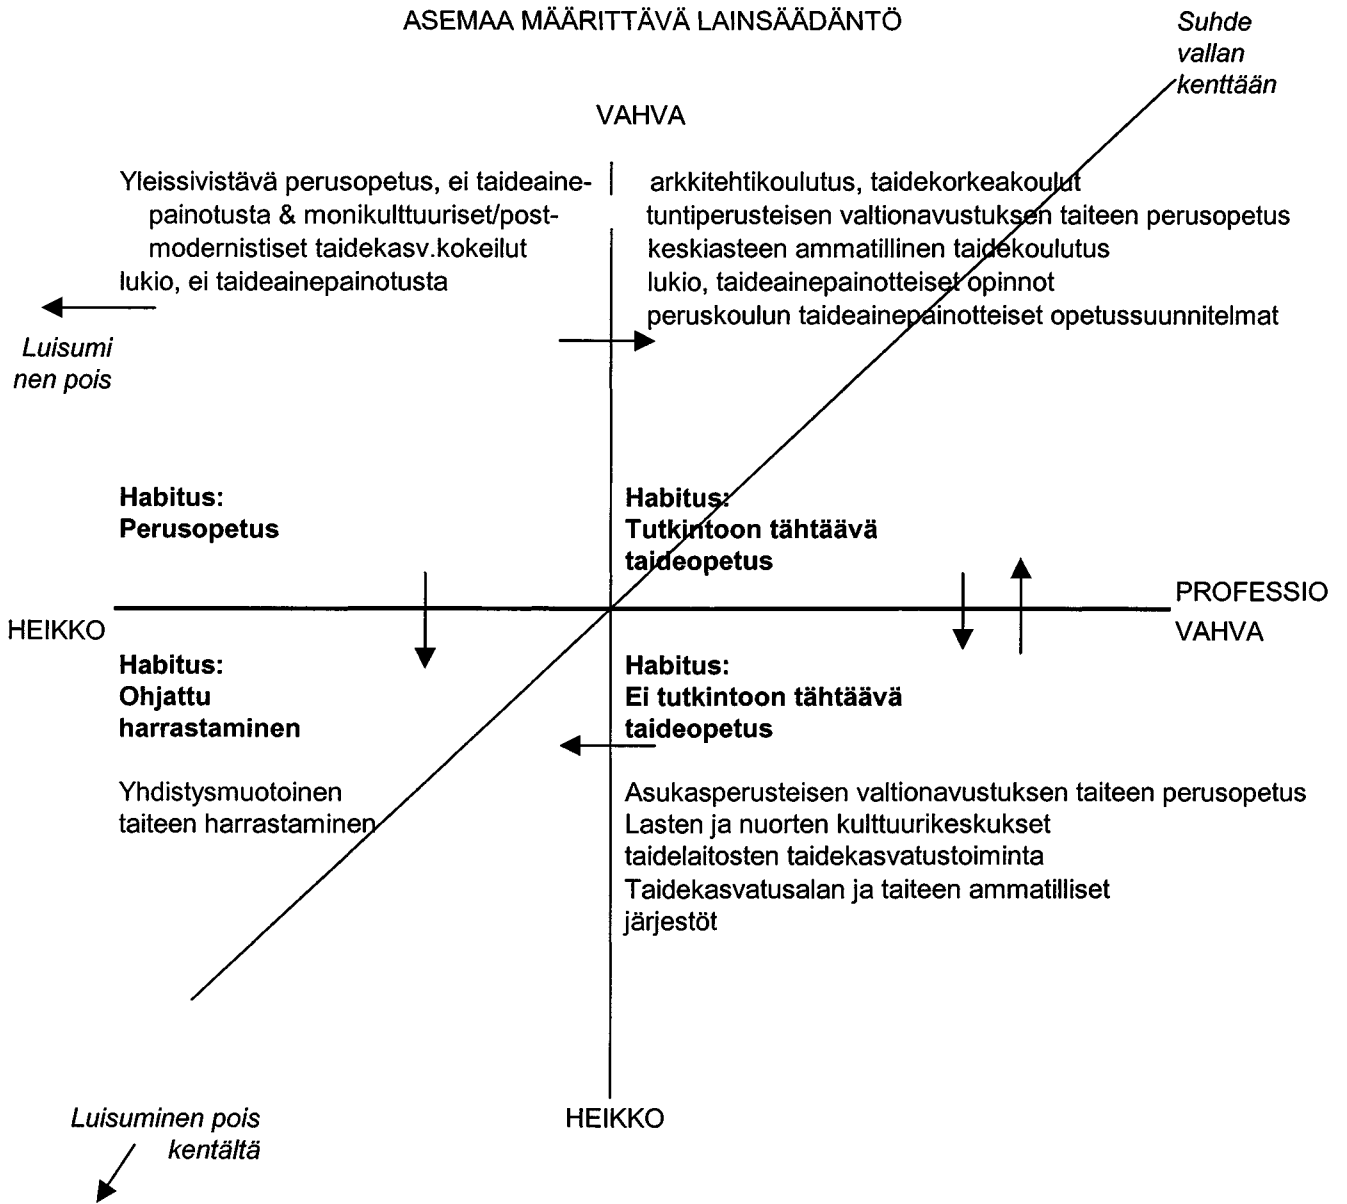 ASEMAA MÄÄRITTÄVÄ LAINSÄÄDÄNTÖ
Suhde
vallan
kenttään
VAHVA
Yleissivistävä perusopetus, ei taideaine-
painotusta & monikulttuuriset/post-
modernistiset taidekasv.kokeilut
lukio, ei taideainepainotusta
arkkitehtikoulutus, taidekorkeakoulut
tuntiperusteisen valtionavustuksen taiteen perusopetus
keskiasteen ammatillinen taidekoulutus
lukio, taideainepainotteiset opinnot
peruskoulun taideainepainotteiset opetussuunnitelmat
Luisumi
nen pois
Habitus:
Perusopetus
Habitus:
Tutkintoon tähtäävä
taideopetus
HEIKKO
PROFESSIO
VAHVA
Habitus:
Ohjattu
harrastaminen
Yhdistysmuotoinen
taiteen harrastaminen
Habitus:
Ei tutkintoon tähtäävä
taideopetus
Asukasperusteisen valtionavustuksen taiteen perusopetus
Lasten ja nuorten kulttuurikeskukset
taidelaitosten taidekasvatustoiminta
Taidekasvatusalan ja taiteen ammatilliset
järjestöt
Luisuminen pois
kentältä
HEIKKO